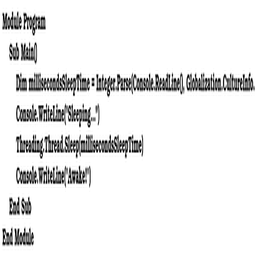 Module Program
Sub Main()
Dim millisecondsSleepTime = Integer.Parse(Console.ReadLine(), Globalization.CultureInfo.
Console.WriteLine("Sleeping...")
Threading.Thread.Sleep(millisecondsSleepTime)
Console.WriteLine("Awake!")
End Sub
End Module